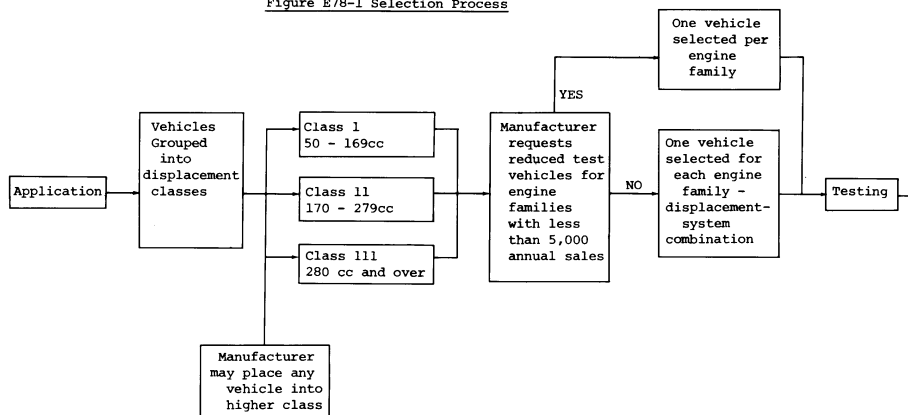 Figure E78-1 Selection Process
Application
Vehicles
Grouped
into
displacement
classes
Class l
50 - 169cc
Class ll
170 - 279cc
Class lll
280 cc and over
Manufacturer
may place any
vehicle into
higher class
Manufacturer
requests
reduced test
vehicles for
engine
families
with less
than 5,000
annual sales
YES
NO
One vehicle
selected per
engine
family
One vehicle
selected for
each engine
family -
displacement-
system
combination
Testing